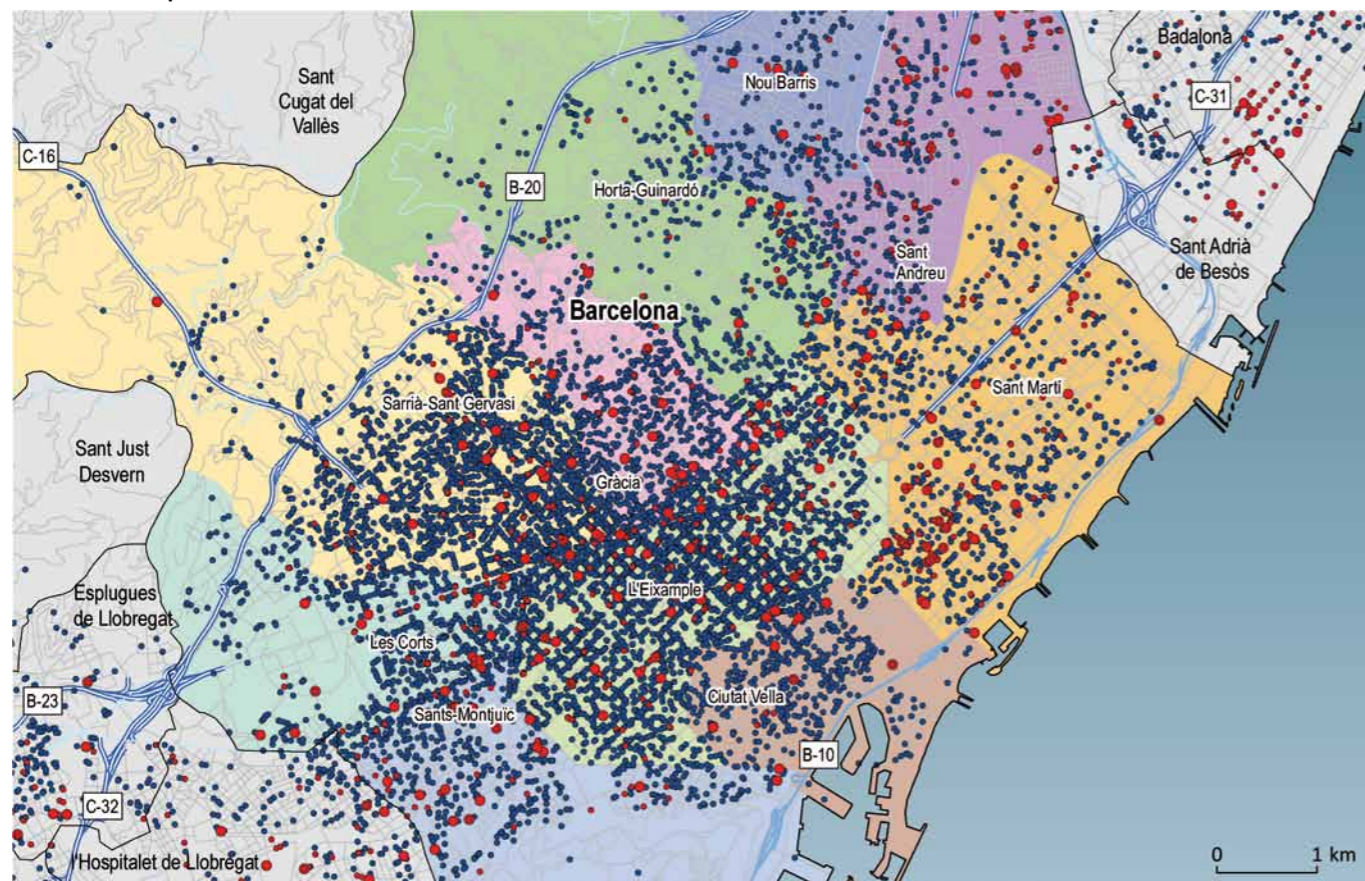 Badalona
Sant
Cugat del
Vallès
Nou Barris
C-31
C-16
B-20
Horta-Guinardó
Sant Adrià
de Besòs
Sant
Andreu
Barcelona
Sant Martí
Sarrià-Sant Gervasi
Sant Just
Desvern
Gràcia
L'Eixample
Esplugues
de Llobregat
Les Corts
B-23
Ciutat Vella
Sants-Montjuïc
B-10
C-32
l'Hospitalet de Llobregat
0 1 km